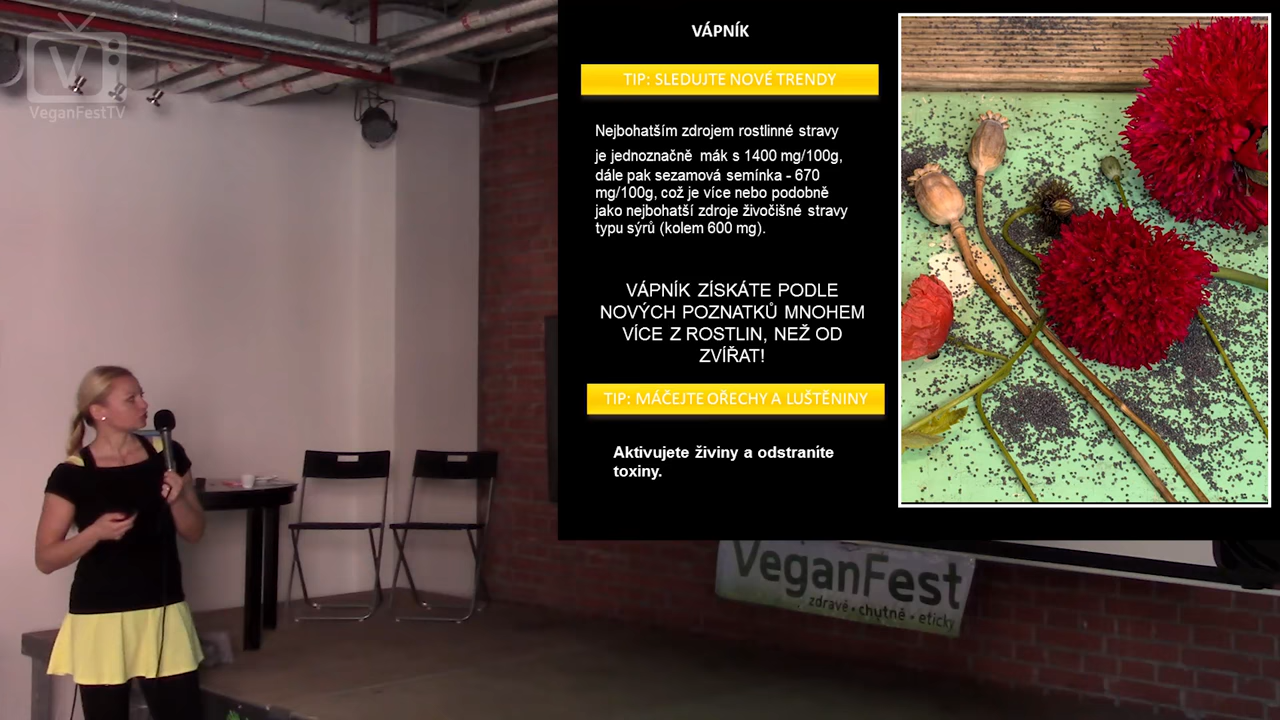 V
VeganFestTV
VÁPNÍK
TIP: SLEDUJTE NOVÉ TRENDY
Nejbohatším zdrojem rostlinné stravy
je jednoznačně mák s 1400 mg/100g,
dále pak sezamová semínka - 670
mg/100g, což je více nebo podobně
jako nejbohatší zdroje živočišné stravy
typu sýrů (kolem 600 mg).
VÁPNÍK ZÍSKÁTE PODLE
NOVÝCH POZNATKŮ MNOHEM
VÍCE Z ROSTLIN, NEŽ OD
ZVÍŘAT!
TIP: MÁČEJTE OŘECHY A LUŠTĚNINY
Aktivujete živiny a odstraníte
toxiny.
VeganFest
zdravě • chutně • eticky